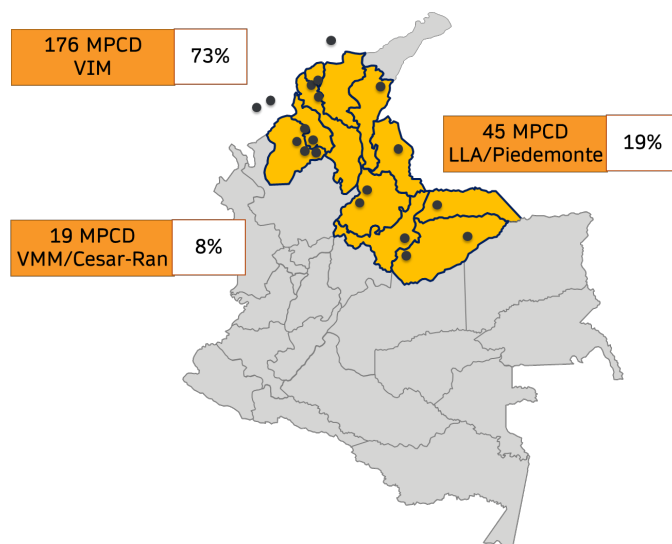 176 MPCD
VIM
73%
45 MPCD
LLA/Piedemonte
19%
19 MPCD
VMM/Cesar-Ran
8%